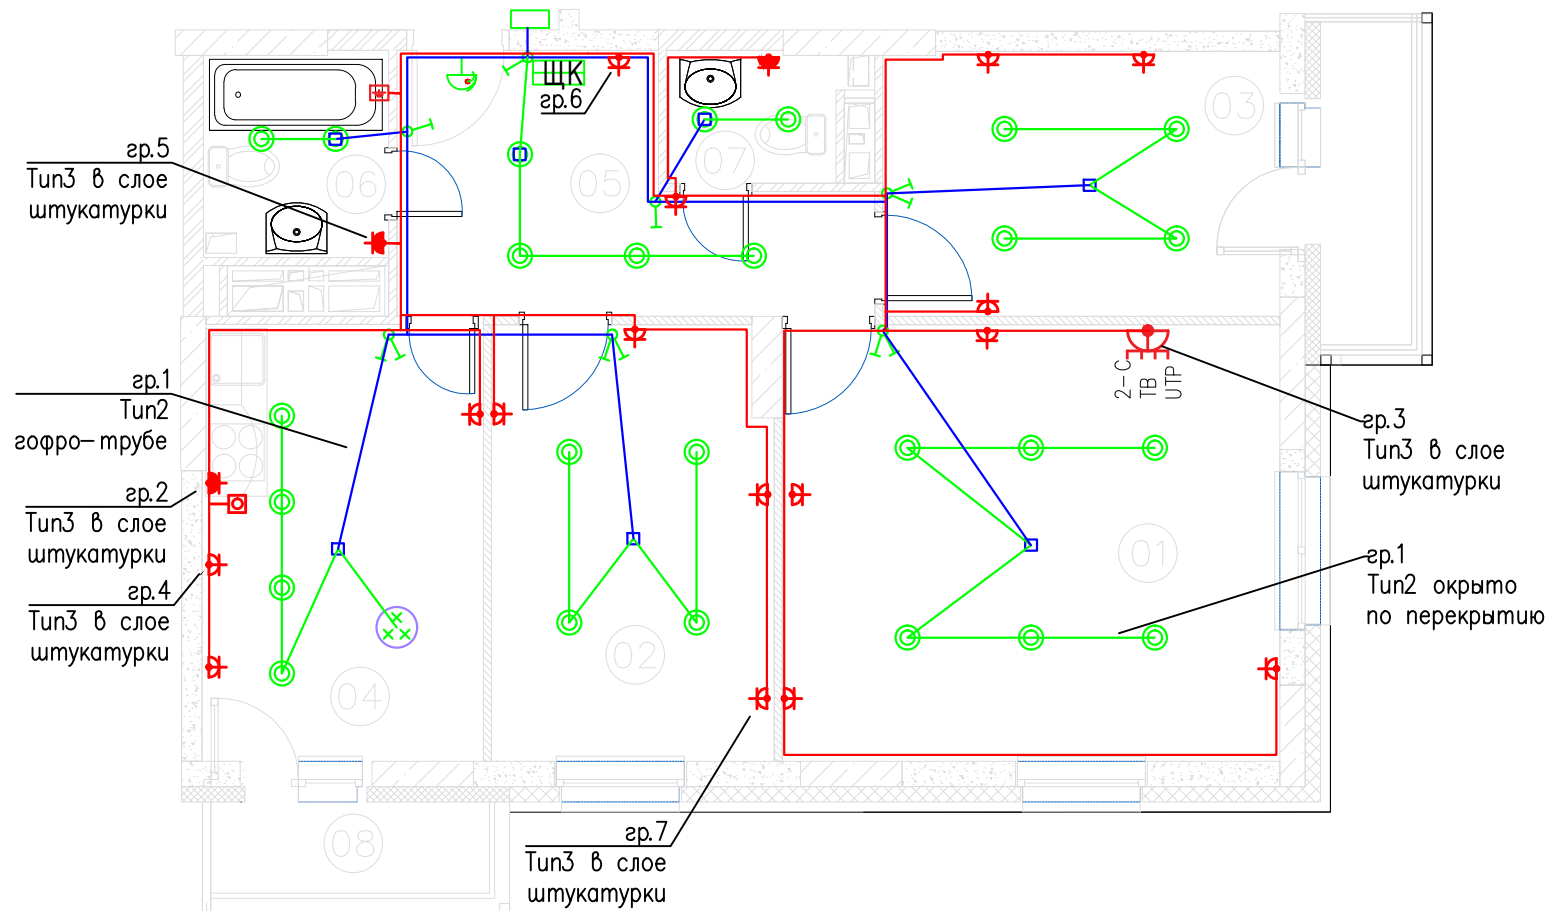 ЩК
гр.6
03
07
05
06
гр.5
Тип3 в слое
штукатурки
гр.1
Тип2
гофро-трубе
гр.2
Тип3 в слое
штукатурки
гр.4
Тип3 в слое
штукатурки
2-С
ТВ
UTP
гр.3
Тип3 в слое
штукатурки
01
гр.1
Тип2 окрыто
по перекрытию
02
04
08
гр.7
Тип3 в слое
штукатурки